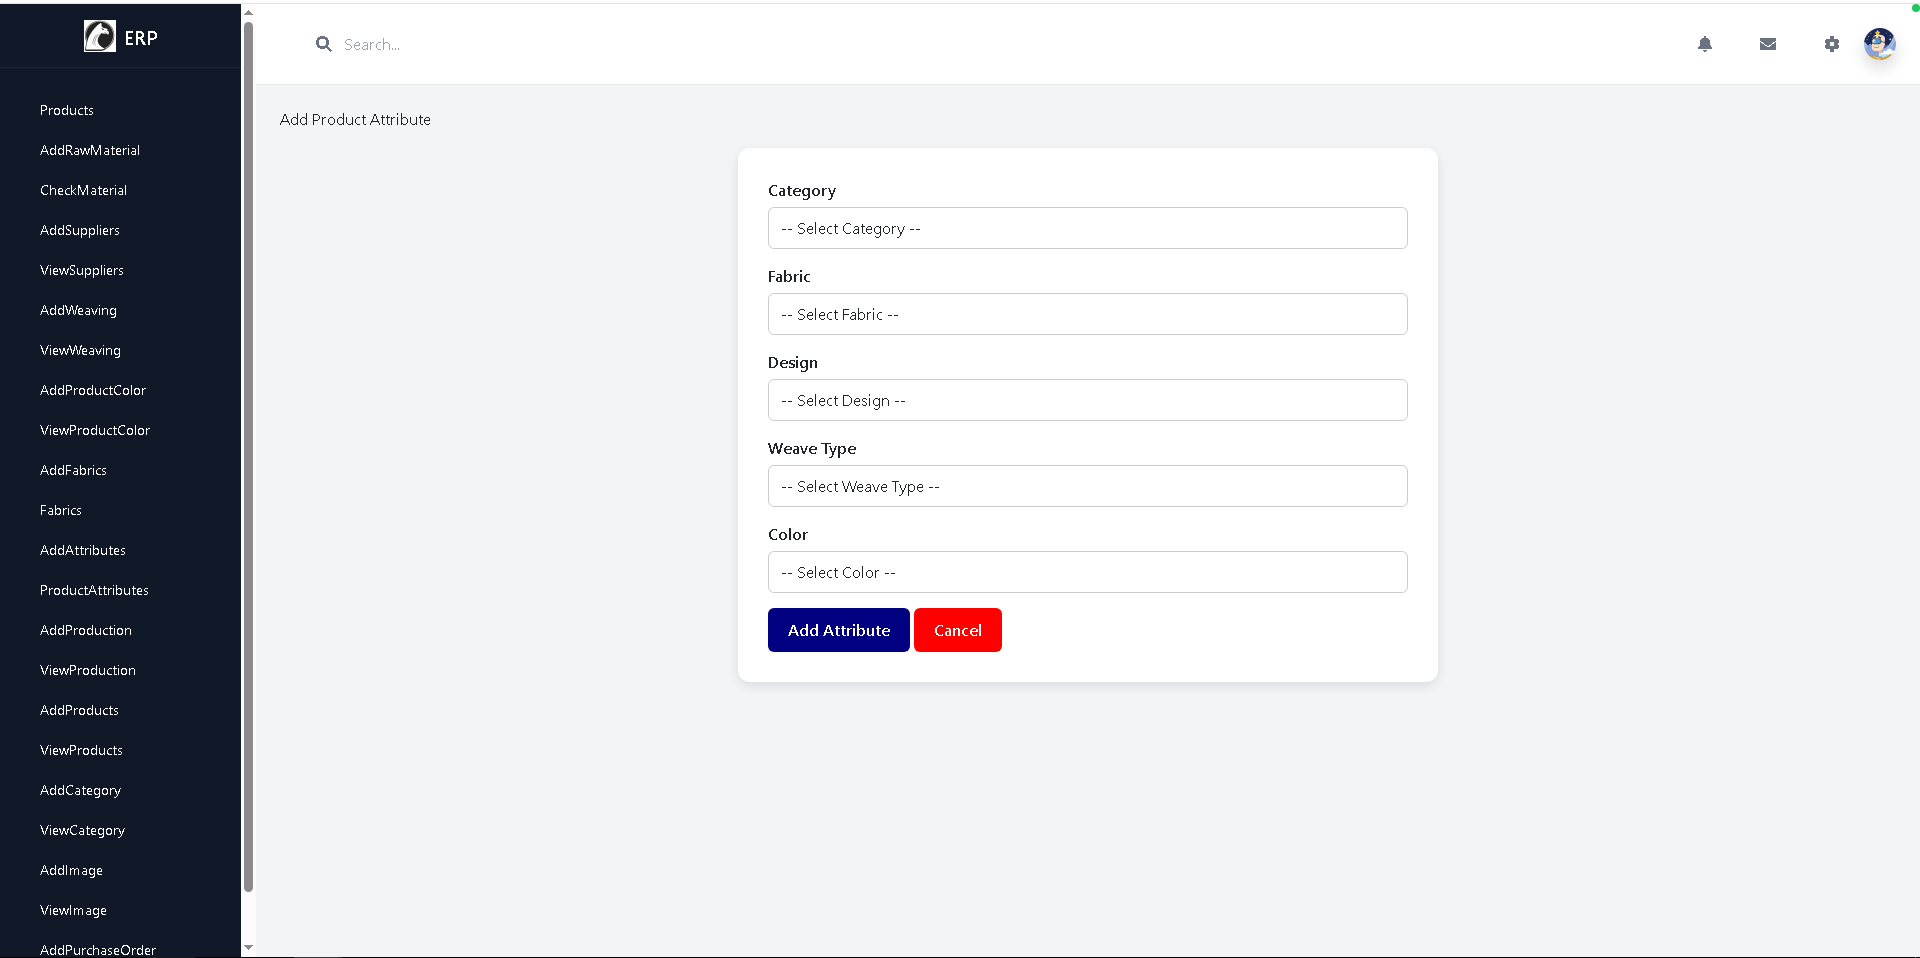 ERP
Search...
Products
AddRawMaterial
CheckMaterial
AddSuppliers
ViewSuppliers
AddWeaving
ViewWeaving
AddProductColor
ViewProductColor
AddFabrics
Fabrics
AddAttributes
ProductAttributes
AddProduction
ViewProduction
AddProducts
ViewProducts
AddCategory
ViewCategory
AddImage
ViewImage
AddPurchaseOrder
Add Product Attribute
Category
-- Select Category --
Fabric
-- Select Fabric --
Design
-- Select Design --
Weave Type
-- Select Weave Type --
Color
-- Select Color --
Add Attribute Cancel